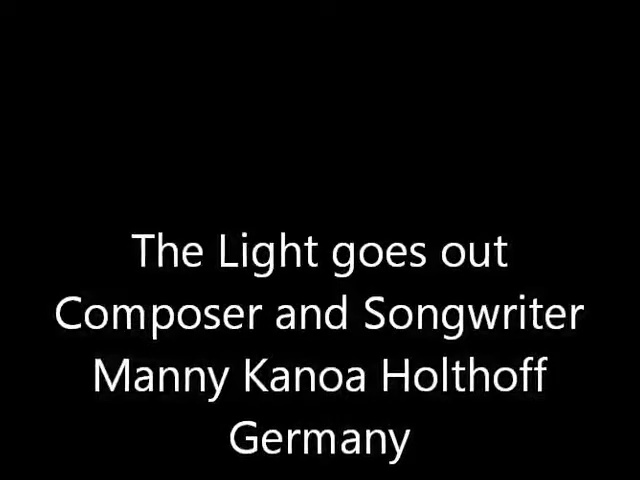 The Light goes out
Composer and Songwriter
Manny Kanoa Holthoff
Germany